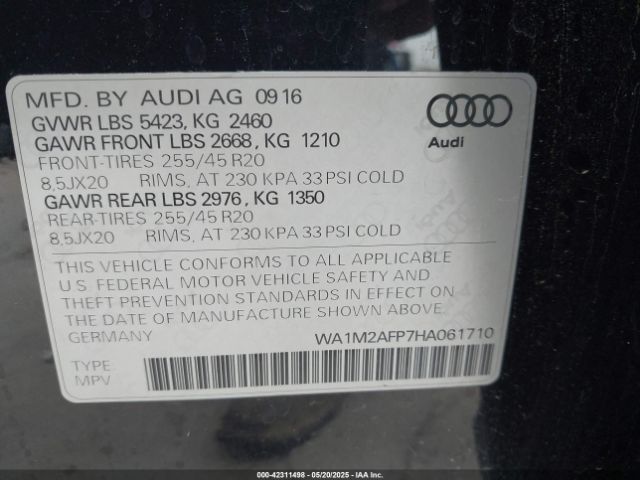 MFD. BY AUDI AG 09 16
GVWR LBS 5423, KG 2460
GAWR FRONT LBS 2668, KG 1210
FRONT-TIRES 255/45 R20
8,5JX20 RIMS, AT 230 KPA 33 PSI COLD
GAWR REAR LBS 2976, KG 1350
REAR-TIRES 255/45 R20
8,5JX20 RIMS, AT 230 KPA 33 PSI COLD
Audi
THIS VEHICLE CONFORMS TO ALL APPLICABLE
U.S. FEDERAL MOTOR VEHICLE SAFETY AND
THEFT PREVENTION STANDARDS IN EFFECT ON
THE DATE OF MANUFACTURE SHOWN ABOVE.
GERMANY WA1M2AFP7HA061710
TYPE:
MPV
000-42311498 - 05/20/2025 - IAA Inc.